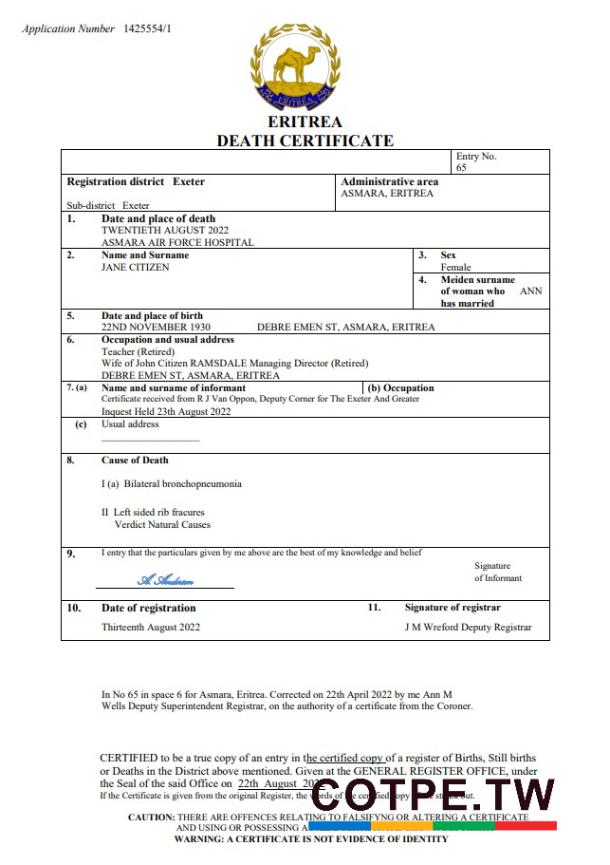 Application Number 1425554/1
ERITREA
ERITREA
DEATH CERTIFICATE
Entry No.
65
Registration district Exeter
Administrative area
ASMARA, ERITREA
Sub-district Exeter
1. Date and place of death
TWENTIETH AUGUST 2022
ASMARA AIR FORCE HOSPITAL
2. Name and Surname
JANE CITIZEN
3. Sex
Female
4. Meiden surname
of woman who ANN
has married
5. Date and place of birth
22ND NOVEMBER 1930 DEBRE EMEN ST, ASMARA, ERITREA
6. Occupation and usual address
Teacher (Retired)
Wife of John Citizen RAMSDALE Managing Director (Retired)
DEBRE EMEN ST, ASMARA, ERITREA
7. (a) Name and surname of informant (b) Occupation
Certificate received from R J Van Oppon, Deputy Corner for The Exeter And Greater
Inquest Held 23th August 2022
(c) Usual address
8. Cause of Death
I (a) Bilateral bronchopneumonia
II Left sided rib fracures
Verdict Natural Causes
9. I entry that the particulars given by me above are the best of my knowledge and belief
Signature
of Informant
A. Andrem
10. Date of registration 11. Signature of registrar
Thirteenth August 2022 J M Wreford Deputy Registrar
In No 65 in space 6 for Asmara, Eritrea. Corrected on 22th April 2022 by me Ann M
Wells Deputy Superintendent Registrar, on the authority of a certificate from the Coroner.
CERTIFIED to be a true copy of an entry in the certified copy of a register of Births, Still births
or Deaths in the District above mentioned. Given at the GENERAL REGISTER OFFICE, under
the Seal of the said Office on 22th August
If the Certificate is given from the original Register, the words of the certified copy out.
COTPE.TW
CAUTION: THERE ARE OFFENCES RELATING TO FALSIFYNG OR ALTERING A CERTIFICATE
AND USING OR POSSESSING
WARNING: A CERTIFICATE IS NOT EVIDENCE OF IDENTITY